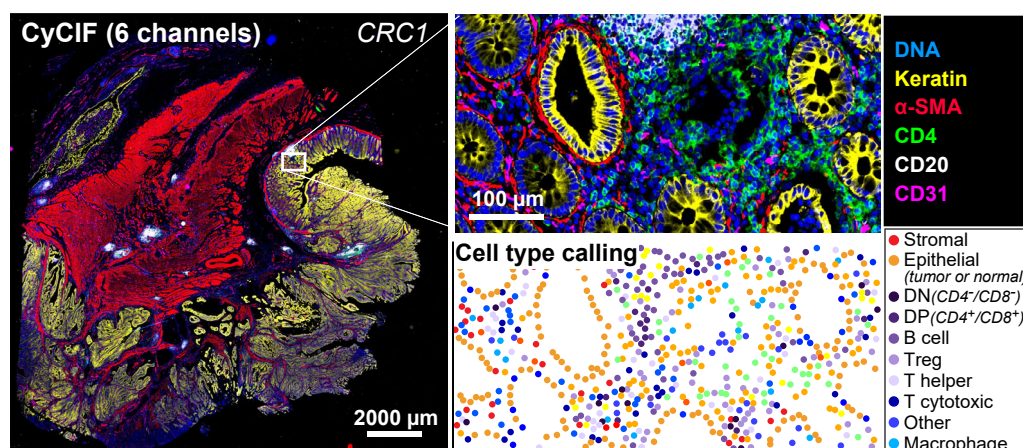 CyCIF (6 channels)
CRC1
2000 µm
100 µm
DNA
Keratin
α-SMA
CD4
CD20
CD31
Cell type calling
Stromal
Epithelial
(tumor or normal)
DN(CD4⁻/CD8⁻)
DP(CD4⁺/CD8⁺)
B cell
Treg
T helper
T cytotoxic
Other
Macrophage